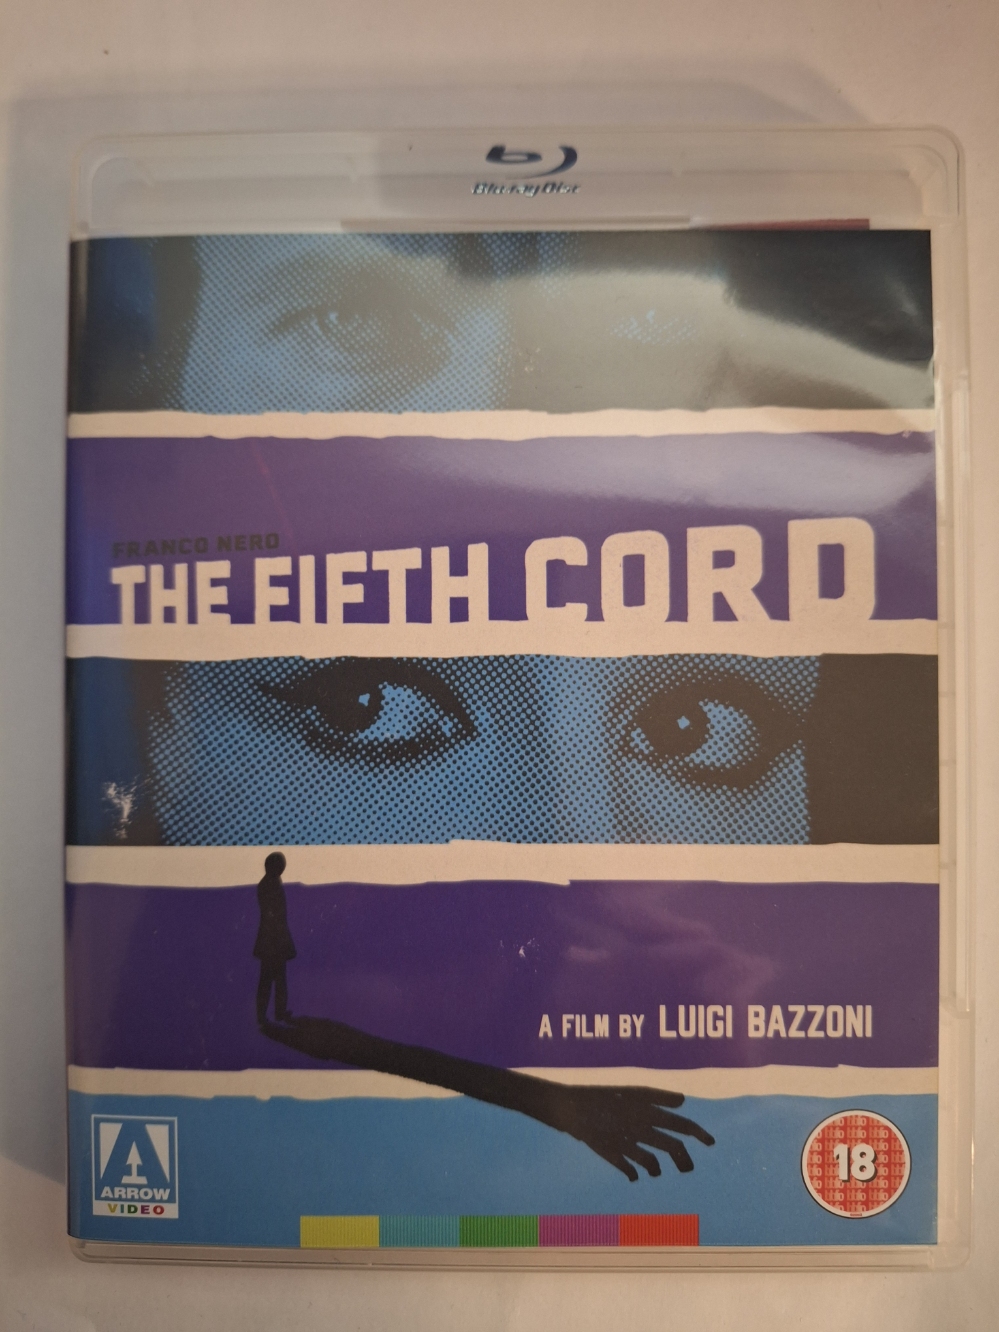 Blu-ray Disc
FRANCO NERO
THE FIFTH CORD
A FILM BY LUIGI BAZZONI
ARROW
VIDEO
18